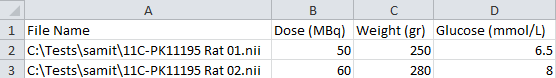 A B C D
1 File Name Dose (MBq) Weight (gr) Glucose (mmol/L)
2 C:\Tests\samit\11C-PK11195 Rat 01.nii 50 250 6.5
3 C:\Tests\samit\11C-PK11195 Rat 02.nii 60 280 8